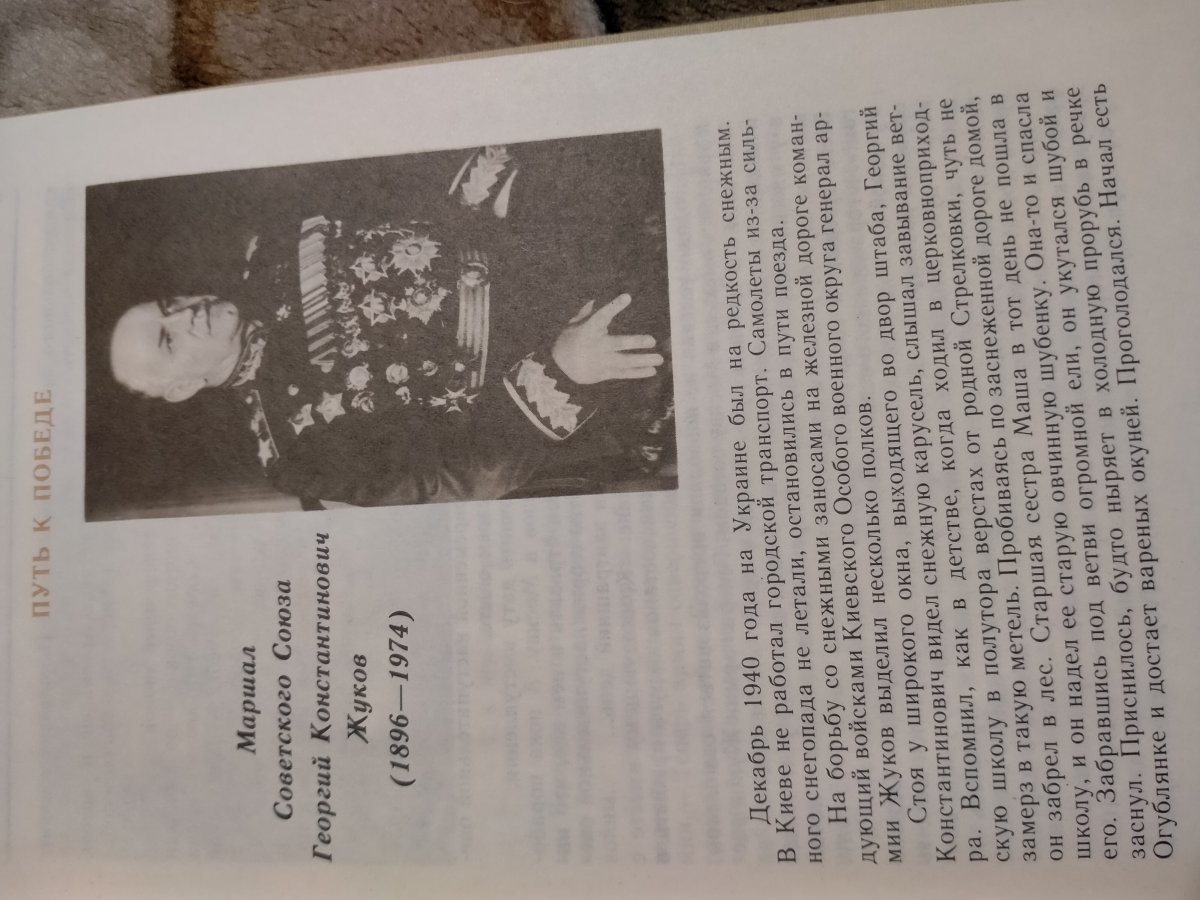 ПУТЬ К ПОБЕДЕ
Маршал
Советского Союза
Георгий Константинович
Жуков
(1896—1974)
Декабрь 1940 года на Украине был на редкость снежным.
В Киеве не работал городской транспорт. Самолеты из-за силь-
ного снегопада не летали, остановились в пути поезда.
На борьбу со снежными заносами на железной дороге коман-
дующий войсками Киевского Особого военного округа генерал ар-
мии Жуков выделил несколько полков.
Стоя у широкого окна, выходящего во двор штаба, Георгий
Константинович видел снежную карусель, слышал завывание вет-
ра. Вспомнил, как в детстве, когда ходил в церковноприход-
скую школу в полутора верстах от родной Стрелковки, чуть не
замерз в такую метель. Пробиваясь по заснеженной дороге домой,
он забрел в лес. Старшая сестра Маша в тот день не пошла в
школу, и он надел ее старую овчинную шубенку. Она-то и спасла
его. Забравшись под ветви огромной ели, он укутался шубой и
заснул. Приснилось, будто ныряет в холодную прорубь в речке
Огублянке и достает вареных окуней. Проголодался. Начал есть